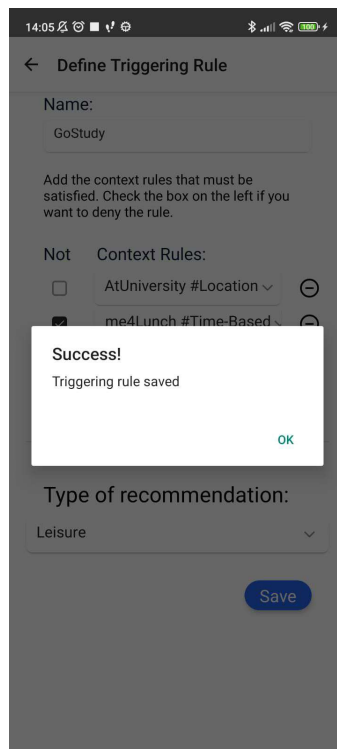 14:05
100
Define Triggering Rule
Name:
GoStudy
Add the context rules that must be
satisfied. Check the box on the left if you
want to deny the rule.
Not Context Rules:
AtUniversity #Location
me4Lunch #Time-Based
Success!
Triggering rule saved
OK
Type of recommendation:
Leisure
Save